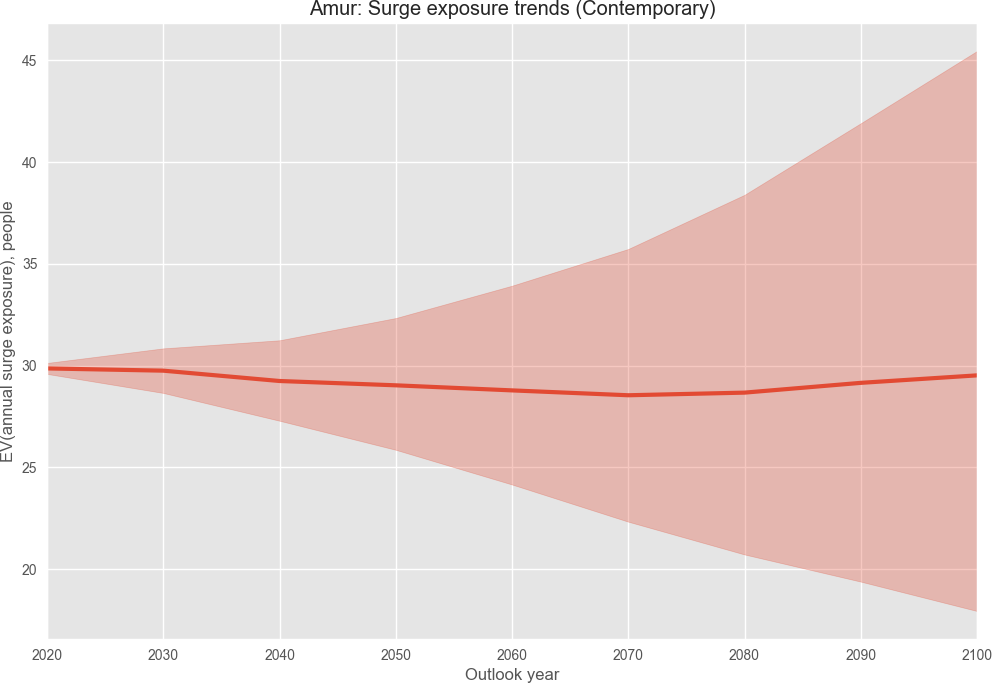 Amur: Surge exposure trends (Contemporary)
EV(annual surge exposure), people
45
40
35
30
25
20
2020 2030 2040 2050 2060 2070 2080 2090 2100
Outlook year